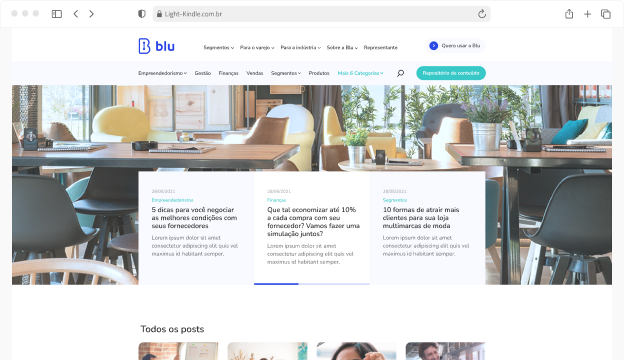 Light-Kindle.com.br
blu
Segmentos Para o varejo Para a indústria Sobre a Blu Representante
Quero usar a Blu
Empreendedorismo Gestão Finanças Vendas Segmentos Produtos Mais 6 Categorias
Repositório de conteúdo
28/05/2021
Empreendedorismo
5 dicas para você negociar
as melhores condições com
seus fornecedores
Lorem ipsum dolor sit amet
consectetur adipiscing elit quis vel
maximus id habitant semper.
28/05/2021
Finanças
Que tal economizar até 10%
a cada compra com seu
fornecedor? Vamos fazer uma
simulação juntos?
Lorem ipsum dolor sit amet
consectetur adipiscing elit quis vel
maximus id habitant semper.
28/05/2021
Segmentos
10 formas de atrair mais
clientes para sua loja
multimarcas de moda
Lorem ipsum dolor sit amet
consectetur adipiscing elit quis vel
maximus id habitant semper.
Todos os posts